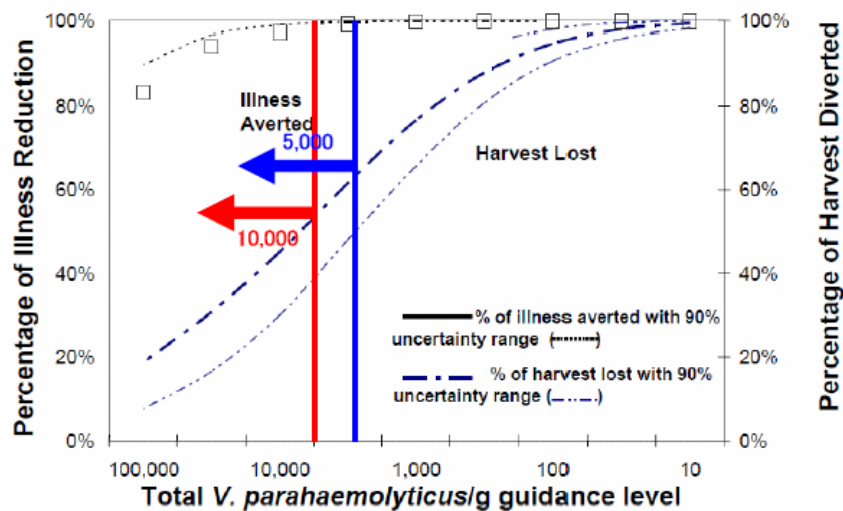 100%
80%
60%
40%
20%
0%
Percentage of Illness Reduction
Illness
Averted
5,000
10,000
Harvest Lost
% of illness averted with 90%
uncertainty range (----------)
% of harvest lost with 90%
uncertainty range (-··-··-··)
100%
80%
60%
40%
20%
0%
Percentage of Harvest Diverted
100,000
10,000
1,000
100
10
Total V. parahaemolyticus/g guidance level